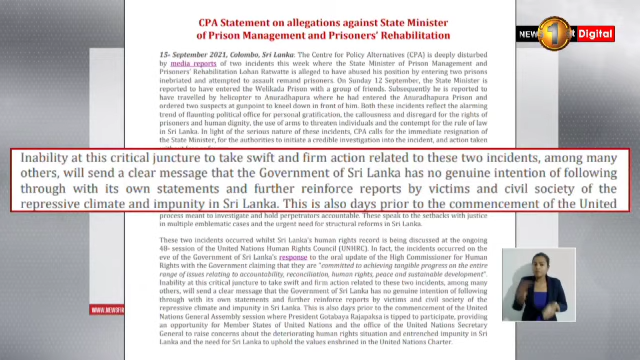 NEWS 1st Digital
CPA Statement on allegations against State Minister
of Prison Management and Prisoners' Rehabilitation
15- September 2021, Colombo, Sri Lanka: The Centre for Policy Alternatives (CPA) is deeply disturbed
by media reports of two incidents this week where the State Minister of Prison Management and
Prisoners' Rehabilitation Lohan Ratwatte is alleged to have abused his position by entering two prisons
inebriated and attempted to assault remand prisoners. On Sunday 12 September, the State Minister is
reported to have entered the Welikada Prison with a group of friends. Subsequently he is reported to
have travelled by helicopter to Anuradhapura where he had entered the Anuradhapura Prison and
ordered two suspects at gunpoint to kneel down in front of him. Both these incidents reflect the alarming
trend of flaunting political office for personal gratification, the callousness and disregard for the rights of
prisoners and human dignity, the use of arms to threaten individuals and the contempt for the rule of law
in Sri Lanka. In light of the serious nature of these incidents, CPA calls for the immediate resignation of
the State Minister, for the authorities to initiate a credible investigation into the incident, and action taken
Inability at this critical juncture to take swift and firm action related to these two incidents, among many
others, will send a clear message that the Government of Sri Lanka has no genuine intention of following
through with its own statements and further reinforce reports by victims and civil society of the
repressive climate and impunity in Sri Lanka. This is also days prior to the commencement of the United
process meant to investigate and hold perpetrators accountable. These speak to the setbacks with justice
in multiple emblematic cases and the urgent need for structural reforms in Sri Lanka.
These two incidents occurred whilst Sri Lanka's human rights record is being discussed at the ongoing
48- session of the United Nations Human Rights Council (UNHRC). In fact, the incidents occurred on
the eve of the Government of Sri Lanka's response to the oral update of the High Commissioner for Human
Rights with the Government claiming that they are "committed to achieving tangible progress on the entire
range of issues relating to accountability, reconciliation, human rights, peace and sustainable development".
Inability at this critical juncture to take swift and firm action related to these two incidents, among many
others, will send a clear message that the Government of Sri Lanka has no genuine intention of following
through with its own statements and further reinforce reports by victims and civil society of the
repressive climate and impunity in Sri Lanka. This is also days prior to the commencement of the United
Nations General Assembly session where President Gotabaya Rajapaksa is tipped to participate, providing
an opportunity for Member States of United Nations and the office of the United Nations Secretary
General to raise concerns about the deteriorating human rights situation and entrenched impunity in Sri
Lanka and the need for Sri Lanka to uphold the values enshrined in the United Nations Charter.